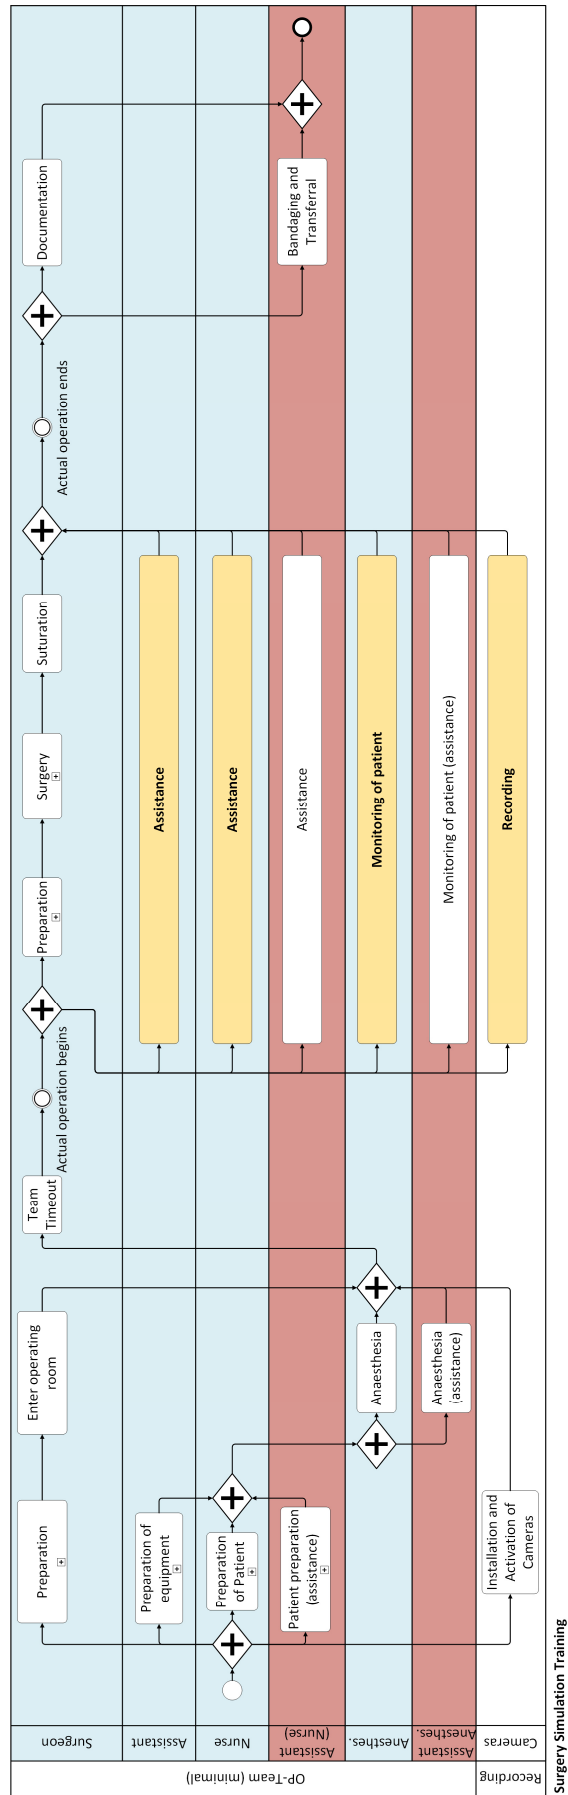 Surgery Simulation Training
OP-Team (minimal)
Recording
Surgeon
Assistant
Nurse
Assistant
(Nurse)
Anesthes.
Assistant
Anesthes.
Cameras
Preparation
Enter operating
room
Team
Timeout
Actual operation begins
Preparation
Surgery
Suturation
Actual operation ends
Documentation
Preparation of
equipment
Assistance
Preparation
of Patient
Assistance
Patient preparation
(assistance)
Assistance
Bandaging and
Transferral
Anaesthesia
Monitoring of patient
Anaesthesia
(assistance)
Monitoring of patient (assistance)
Installation and
Activation of
Cameras
Recording